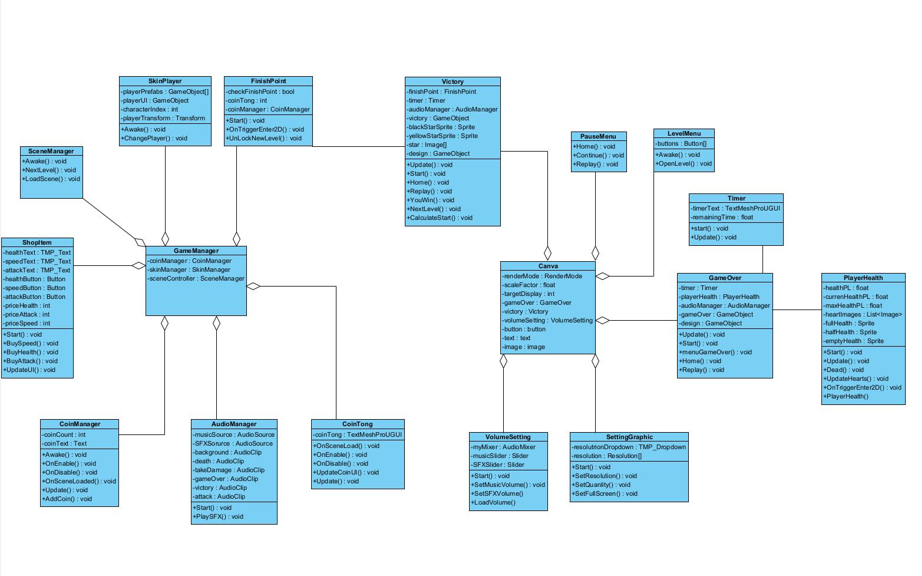 SkinPlayer
-playerPrefabs : GameObject[]
-playerUI : GameObject
-characterIndex : int
-playerTransform : Transform
+Awake() : void
+ChangePlayer() : void
FinishPoint
-checkFinishPoint : bool
-coinTong : int
-coinManager : CoinManager
+Start() : void
+OnTriggerEnter2D() : void
+UnLockNewLevel() : void
Victory
-finishPoint : FinishPoint
-timer : Timer
-audioManager : AudioManager
-victory : GameObject
-blackStarSprite : Sprite
-yellowStarSprite : Sprite
-star : Image[]
-design : GameObject
+Update() : void
+Start() : void
+Home() : void
+Replay() : void
+YouWin() : void
+NextLevel() : void
+CalculateStart() : void
PauseMenu
+Home() : void
+Continue() : void
+Replay() : void
LevelMenu
-buttons : Button[]
+Awake() : void
+OpenLevel() : void
SceneManager
+Awake() : void
+NextLevel() : void
+LoadScene() : void
Timer
-timerText : TextMeshProUGUI
-remainingTime : float
+start() : void
+Update() : void
ShopItem
-healthText : TMP_Text
-speedText : TMP_Text
-attackText : TMP_Text
-healthButton : Button
-speedButton : Button
-attackButton : Button
-priceHealth : int
-priceAttack : int
-priceSpeed : int
+Start() : void
+BuySpeed() : void
+BuyHealth() : void
+BuyAttack() : void
+UpdateUI() : void
GameManager
-coinManager : CoinManager
-skinManager : SkinManager
-sceneController : SceneManager
Canva
-renderMode : RenderMode
-scaleFactor : float
-targetDisplay : int
-gameOver : GameOver
-victory : Victory
-volumeSetting : VolumeSetting
-button : button
-text : text
-image : image
GameOver
-timer : Timer
-playerHealth : PlayerHealth
-audioManager : AudioManager
-gameOver : GameObject
-design : GameObject
+Update() : void
+Start() : void
+menuGameOver() : void
+Home() : void
+Replay() : void
PlayerHealth
-healthPL : float
-currenHealthPL : float
-maxHealthPL : float
-heartImages : List<Image>
-fullHealth : Sprite
-halfHealth : Sprite
-emptyHealth : Sprite
+Start() : void
+Update() : void
+Dead() : void
+UpdateHearts() : void
+OnTriggerEnter2D() : void
+PlayerHealth()
CoinManager
-coinCount : int
-coinText : Text
+Awake() : void
+OnEnable() : void
+OnDisable() : void
+OnSceneLoaded() : void
+Update() : void
+AddCoin() : void
AudioManager
-musicSource : AudioSource
-SFXSorurce : AudioSource
-background : AudioClip
-death : AudioClip
-takeDamage : AudioClip
-gameOver : AudioClip
-victory : AudioClip
-attack : AudioClip
+Start() : void
+PlaySFX() : void
CoinTong
-coinTong : TextMeshProUGUI
+OnSceneLoad() : void
+OnEnable() : void
+OnDisable() : void
+UpdateCoinUI() : void
+Update() : void
VolumeSetting
-myMixer : AudioMixer
-musicSlider : Slider
-SFXSlider : Slider
+Start() : void
+SetMusicVolume() : void
+SetSFXVolume()
+LoadVolume()
SettingGraphic
-resolutrionDropdown : TMP_Dropdown
-resolution : Resolution[]
+Start() : void
+SetResolution() : void
+SetQuantity() : void
+SetFullScreen() : void